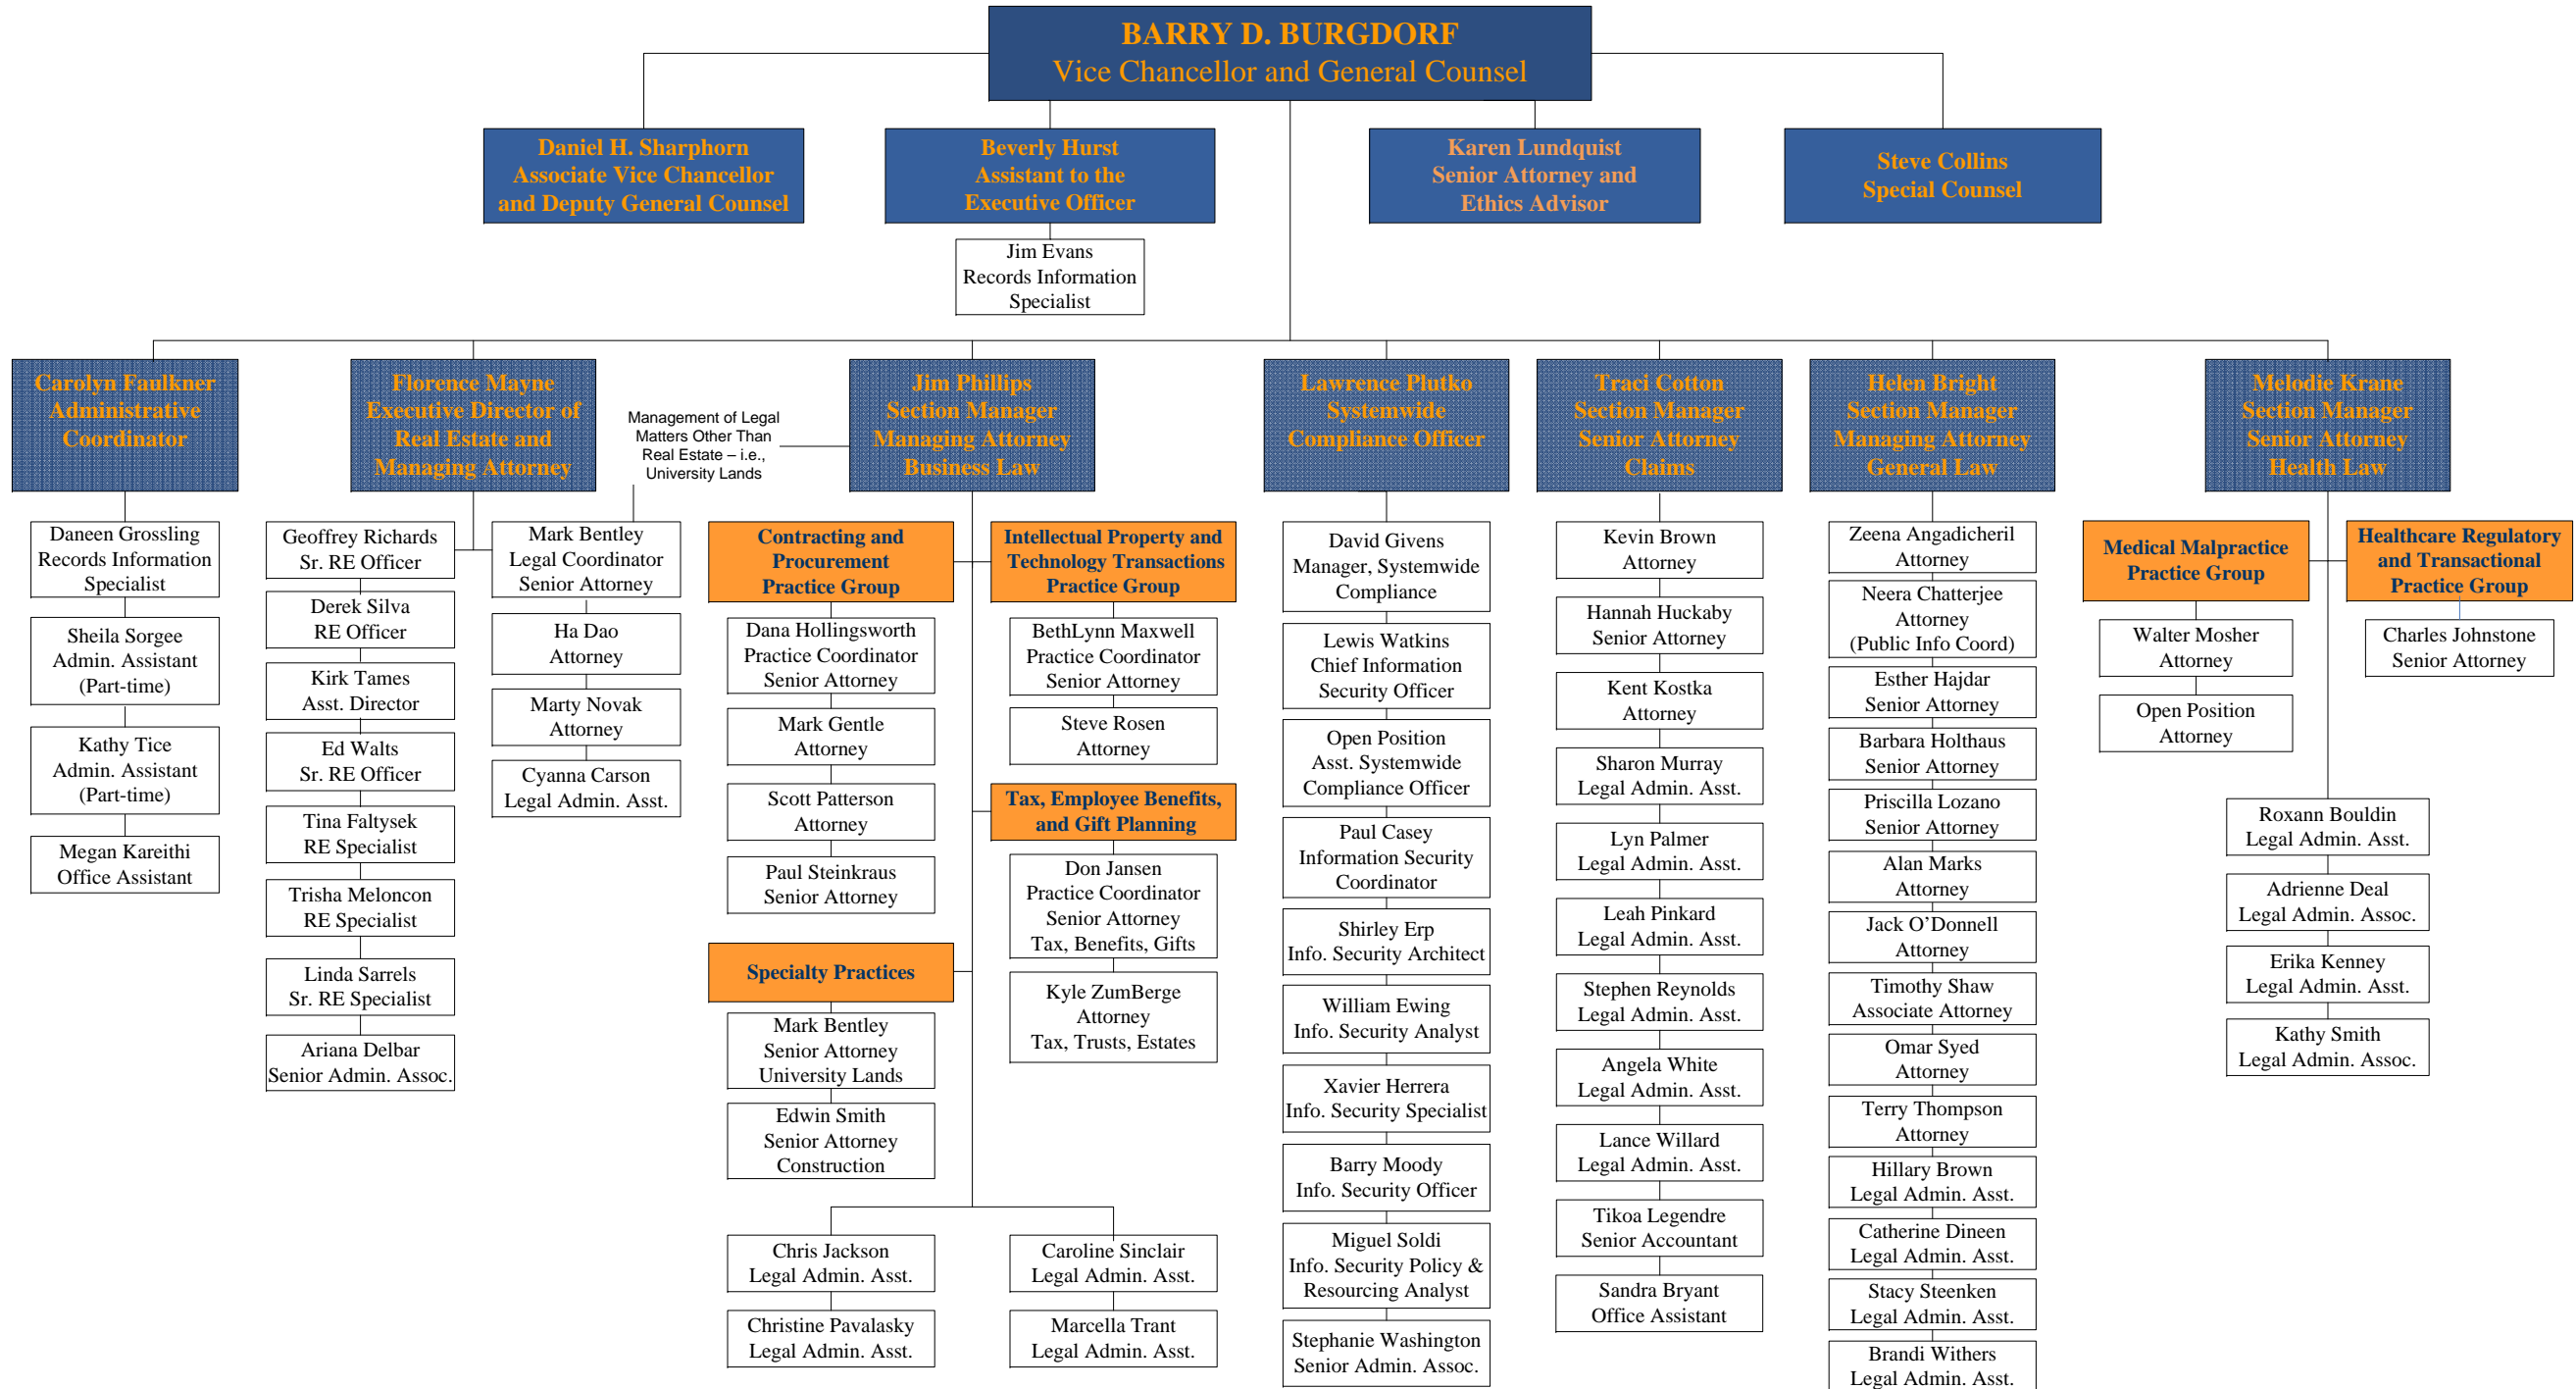 BARRY D. BURGDORF
Vice Chancellor and General Counsel
Daniel H. Sharphorn
Associate Vice Chancellor
and Deputy General Counsel
Beverly Hurst
Assistant to the
Executive Officer
Karen Lundquist
Senior Attorney and
Ethics Advisor
Steve Collins
Special Counsel
Jim Evans
Records Information
Specialist
Carolyn Faulkner
Administrative
Coordinator
Florence Mayne
Executive Director of
Real Estate and
Managing Attorney
Management of Legal
Matters Other Than
Real Estate – i.e.,
University Lands
Jim Phillips
Section Manager
Managing Attorney
Business Law
Lawrence Plutko
Systemwide
Compliance Officer
Traci Cotton
Section Manager
Senior Attorney
Claims
Helen Bright
Section Manager
Managing Attorney
General Law
Melodie Krane
Section Manager
Senior Attorney
Health Law
Daneen Grossling
Records Information
Specialist
Sheila Sorgee
Admin. Assistant
(Part-time)
Kathy Tice
Admin. Assistant
(Part-time)
Megan Kareithi
Office Assistant
Geoffrey Richards
Sr. RE Officer
Derek Silva
RE Officer
Kirk Tames
Asst. Director
Ed Walts
Sr. RE Officer
Tina Faltysek
RE Specialist
Trisha Meloncon
RE Specialist
Linda Sarrels
Sr. RE Specialist
Ariana Delbar
Senior Admin. Assoc.
Mark Bentley
Legal Coordinator
Senior Attorney
Ha Dao
Attorney
Marty Novak
Attorney
Cyanna Carson
Legal Admin. Asst.
Contracting and
Procurement
Practice Group
Dana Hollingsworth
Practice Coordinator
Senior Attorney
Mark Gentle
Attorney
Scott Patterson
Attorney
Paul Steinkraus
Senior Attorney
Specialty Practices
Mark Bentley
Senior Attorney
University Lands
Edwin Smith
Senior Attorney
Construction
Chris Jackson
Legal Admin. Asst.
Christine Pavalasky
Legal Admin. Asst.
Intellectual Property and
Technology Transactions
Practice Group
BethLynn Maxwell
Practice Coordinator
Senior Attorney
Steve Rosen
Attorney
Tax, Employee Benefits,
and Gift Planning
Don Jansen
Practice Coordinator
Senior Attorney
Tax, Benefits, Gifts
Kyle ZumBerge
Attorney
Tax, Trusts, Estates
Caroline Sinclair
Legal Admin. Asst.
Marcella Trant
Legal Admin. Asst.
David Givens
Manager, Systemwide
Compliance
Lewis Watkins
Chief Information
Security Officer
Open Position
Asst. Systemwide
Compliance Officer
Paul Casey
Information Security
Coordinator
Shirley Erp
Info. Security Architect
William Ewing
Info. Security Analyst
Xavier Herrera
Info. Security Specialist
Barry Moody
Info. Security Officer
Miguel Soldi
Info. Security Policy &
Resourcing Analyst
Stephanie Washington
Senior Admin. Assoc.
Kevin Brown
Attorney
Hannah Huckaby
Senior Attorney
Kent Kostka
Attorney
Sharon Murray
Legal Admin. Asst.
Lyn Palmer
Legal Admin. Asst.
Leah Pinkard
Legal Admin. Asst.
Stephen Reynolds
Legal Admin. Asst.
Angela White
Legal Admin. Asst.
Lance Willard
Legal Admin. Asst.
Tikoa Legendre
Senior Accountant
Sandra Bryant
Office Assistant
Zeena Angadicheril
Attorney
Neera Chatterjee
Attorney
(Public Info Coord)
Esther Hajdar
Senior Attorney
Barbara Holthaus
Senior Attorney
Priscilla Lozano
Senior Attorney
Alan Marks
Attorney
Jack O’Donnell
Attorney
Timothy Shaw
Associate Attorney
Omar Syed
Attorney
Terry Thompson
Attorney
Hillary Brown
Legal Admin. Asst.
Catherine Dineen
Legal Admin. Asst.
Stacy Steenken
Legal Admin. Asst.
Brandi Withers
Legal Admin. Asst.
Medical Malpractice
Practice Group
Walter Mosher
Attorney
Open Position
Attorney
Healthcare Regulatory
and Transactional
Practice Group
Charles Johnstone
Senior Attorney
Roxann Bouldin
Legal Admin. Asst.
Adrienne Deal
Legal Admin. Assoc.
Erika Kenney
Legal Admin. Asst.
Kathy Smith
Legal Admin. Assoc.